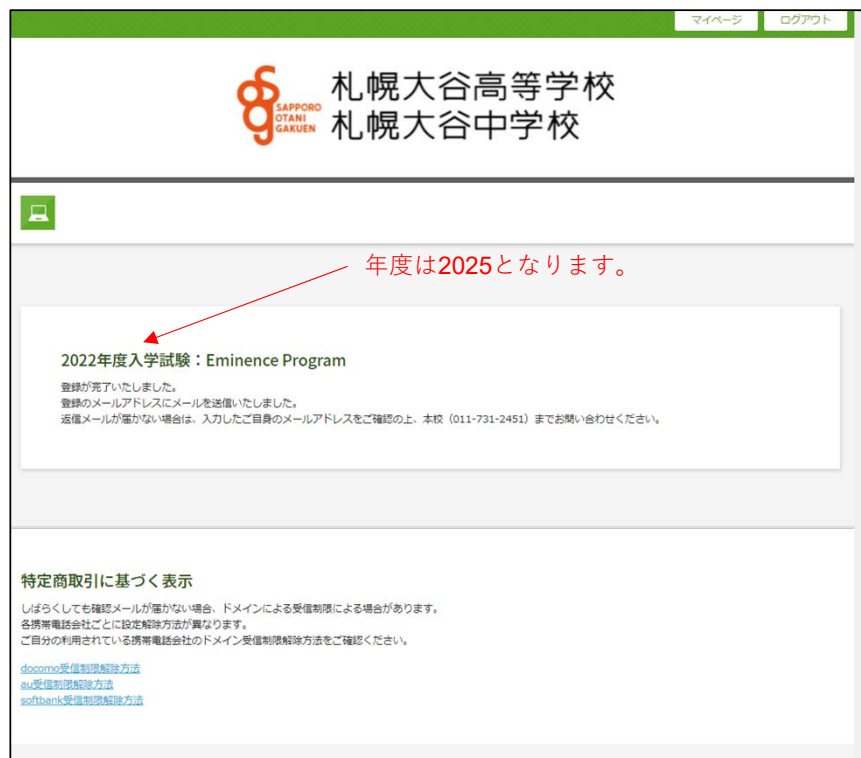 マイページ ログアウト
SAPPORO
OTANI
GAKUEN
札幌大谷高等学校
札幌大谷中学校
年度は2025となります。
2022年度入学試験：Eminence Program
登録が完了いたしました。
登録のメールアドレスにメールを送信いたしました。
返信メールが届かない場合は、入力したご自身のメールアドレスをご確認の上、本校（011-731-2451）までお問い合わせください。
特定商取引に基づく表示
しばらくしても確認メールが届かない場合、ドメインによる受信制限による場合があります。
各携帯電話会社ごとに設定解除方法が異なります。
ご自分の利用されている携帯電話会社のドメイン受信制限解除方法をご確認ください。
docomo受信制限解除方法
au受信制限解除方法
softbank受信制限解除方法